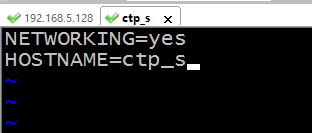 192.168.5.128 ctp_s
NETWORKING=yes
HOSTNAME=ctp_s
~
~
~